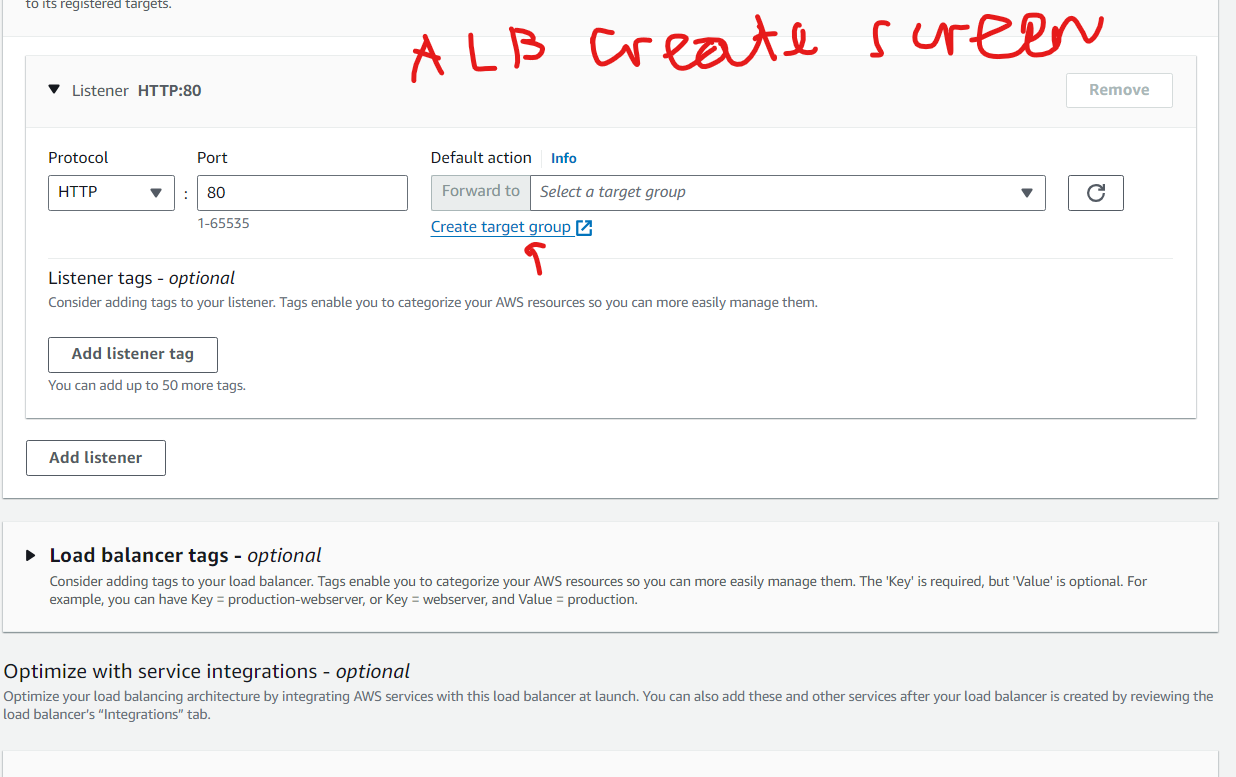 to its registered targets.
ALB Create Screen
Listener HTTP:80
Remove
Protocol Port Default action Info
HTTP : 80 Forward to Select a target group
1-65535 Create target group
Listener tags - optional
Consider adding tags to your listener. Tags enable you to categorize your AWS resources so you can more easily manage them.
Add listener tag
You can add up to 50 more tags.
Add listener
Load balancer tags - optional
Consider adding tags to your load balancer. Tags enable you to categorize your AWS resources so you can more easily manage them. The 'Key' is required, but 'Value' is optional. For
example, you can have Key = production-webserver, or Key = webserver, and Value = production.
Optimize with service integrations - optional
Optimize your load balancing architecture by integrating AWS services with this load balancer at launch. You can also add these and other services after your load balancer is created by reviewing the
load balancer's “Integrations” tab.